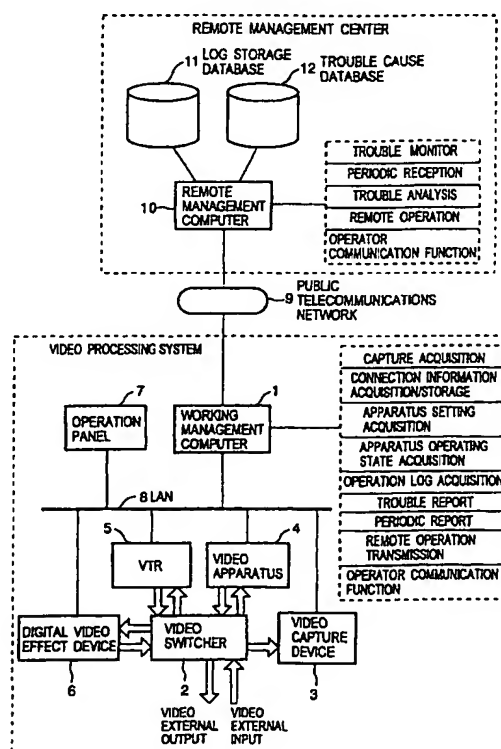 REMOTE MANAGEMENT CENTER
11
LOG STORAGE
DATABASE
12
TROUBLE CAUSE
DATABASE
REMOTE
MANAGEMENT
COMPUTER
10
TROUBLE MONITOR
PERIODIC RECEPTION
TROUBLE ANALYSIS
REMOTE OPERATION
OPERATOR
COMMUNICATION FUNCTION
9
PUBLIC
TELECOMMUNICATIONS
NETWORK
VIDEO PROCESSING SYSTEM
7
OPERATION
PANEL
1
WORKING
MANAGEMENT
COMPUTER
CAPTURE ACQUISITION
CONNECTION INFORMATION
ACQUISITION/STORAGE
APPARATUS SETTING
ACQUISITION
APPARATUS OPERATING
STATE ACQUISITION
OPERATION LOG ACQUISITION
TROUBLE REPORT
PERIODIC REPORT
REMOTE OPERATION
TRANSMISSION
OPERATOR COMMUNICATION
FUNCTION
8 LAN
5
VTR
4
VIDEO
APPARATUS
DIGITAL VIDEO
EFFECT DEVICE
6
VIDEO
SWITCHER
2
VIDEO
CAPTURE
DEVICE
3
VIDEO
EXTERNAL
OUTPUT
VIDEO
EXTERNAL
INPUT